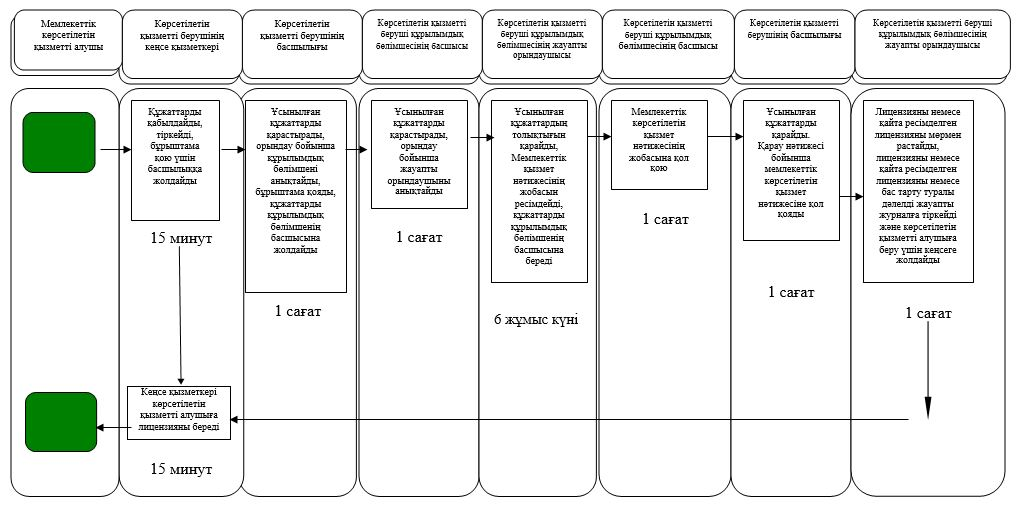 Мемлекеттік
көрсетілетін
қызметті алушы
Көрсетілетін
қызметті берушінің
кеңсе қызметкері
Көрсетілетін
қызметті берушінің
басшылығы
Көрсетілетін қызметті
беруші құрылымдық
бөлімшесінің басшысы
Көрсетілетін қызметті
беруші құрылымдық
бөлімшесінің жауапты
орындаушысы
Көрсетілетін қызметті
беруші құрылымдық
бөлімшесінің басшысы
Көрсетілетін қызметті
берушінің басшылығы
Көрсетілетін қызметті беруші
құрылымдық бөлімшесінің
жауапты орындаушысы
Құжаттарды
қабылдайды,
тіркейді,
бұрыштама
қою үшін
басшылыққа
жолдайды
15 минут
Ұсынылған
құжаттарды
қарастырады,
орындау бойынша
құрылымдық
бөлімшені
анықтайды,
бұрыштама қояды,
құжаттарды
құрылымдық
бөлімшенің
басшысына
жолдайды
1 сағат
Ұсынылған
құжаттарды
қарастырады,
орындау
бойынша
жауапты
орындаушыны
анықтайды
1 сағат
Ұсынылған
құжаттардың
толықтығын
қарайды,
Мемлекеттік
қызмет
нәтижесінің
жобасын
ресімдейді,
құжаттарды
құрылымдық
бөлімшенің
басшысына
береді
6 жұмыс күні
Мемлекеттік
көрсетілетін
қызмет
нәтижесінің
жобасына қол
қою
1 сағат
Ұсынылған
құжаттарды
қарайды.
Қарау нәтижесі
бойынша
мемлекеттік
көрсетілетін
қызмет
нәтижесіне қол
қояды
1 сағат
Лицензияны немесе
қайта ресімделген
лицензияны мөрмен
растайды,
лицензияны немесе
қайта ресімделген
лицензияны немесе
бас тарту туралы
дәлелді жауапты
журналға тіркейді
және көрсетілетін
қызметті алушыға
беру үшін кеңсеге
жолдайды
1 сағат
Кеңсе қызметкері
көрсетілетін
қызметті алушыға
лицензияны береді
15 минут